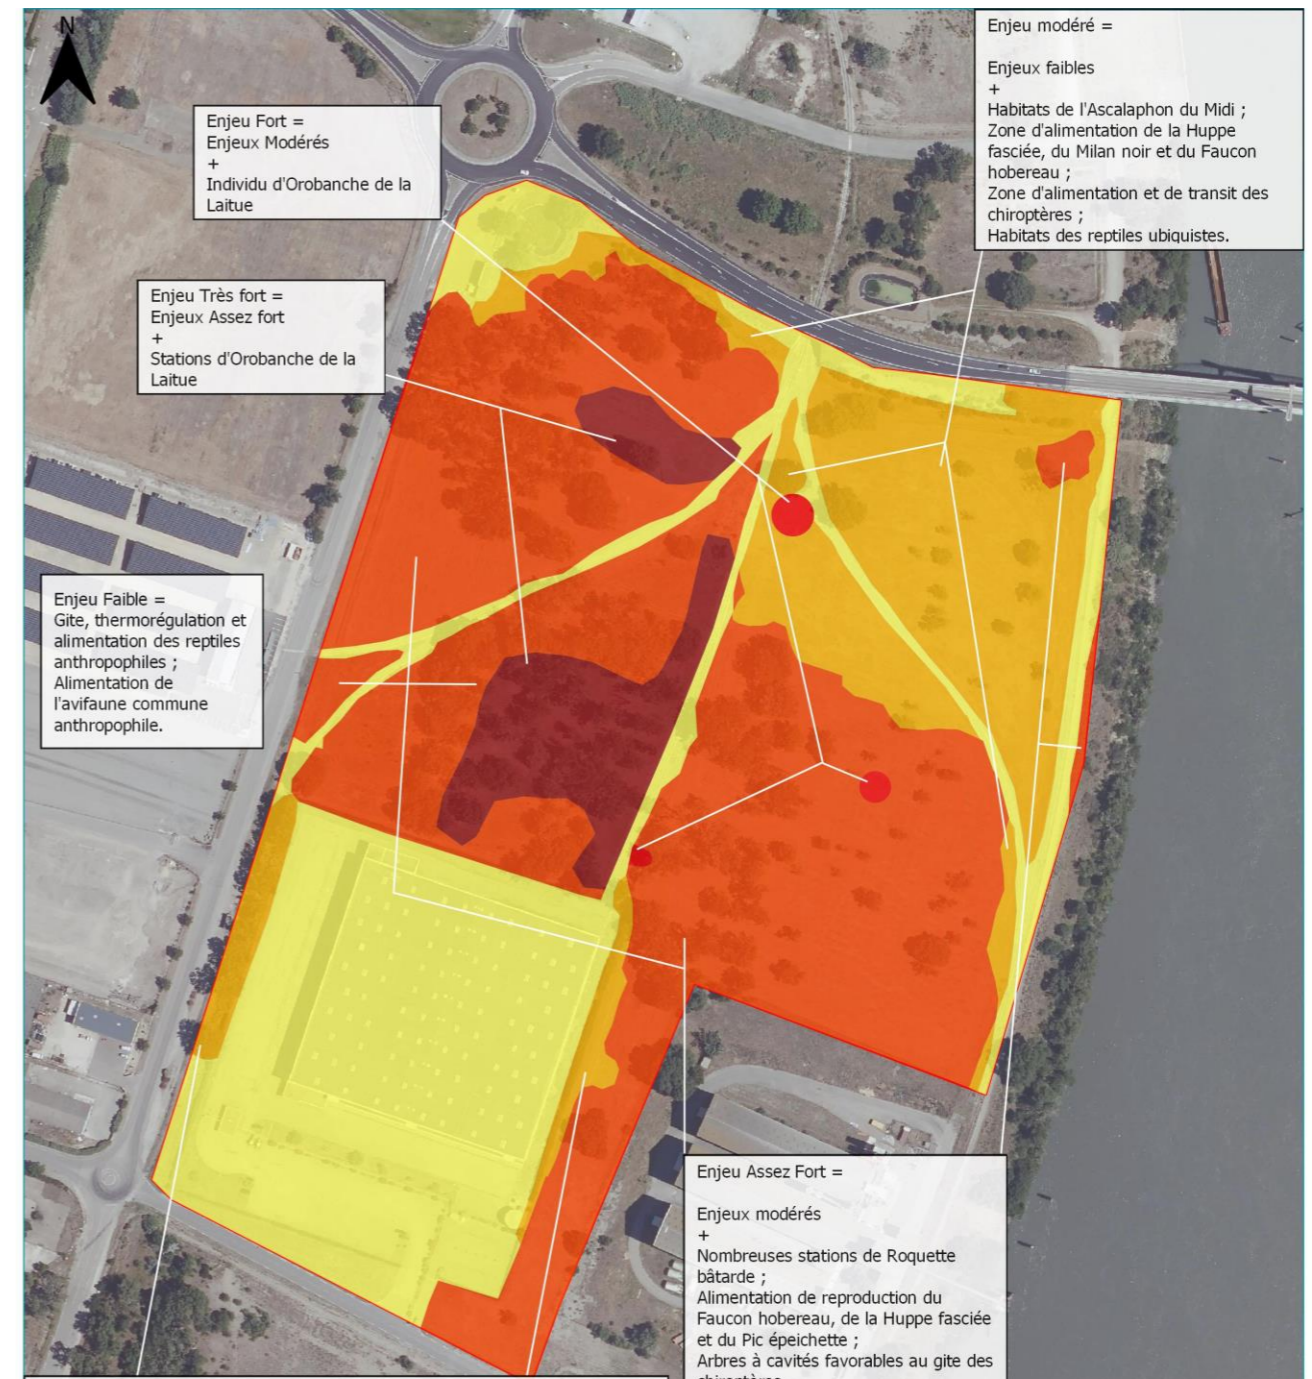 N
Enjeu modéré =
Enjeux faibles
+
Habitats de l'Ascalaphon du Midi ;
Zone d'alimentation de la Huppe
fasciée, du Milan noir et du Faucon
hobereau ;
Zone d'alimentation et de transit des
chiroptères ;
Habitats des reptiles ubiquistes.
Enjeu Fort =
Enjeux Modérés
+
Individu d'Orobanche de la
Laitue
Enjeu Très fort =
Enjeux Assez fort
+
Stations d'Orobanche de la
Laitue
Enjeu Faible =
Gite, thermorégulation et
alimentation des reptiles
anthropophiles ;
Alimentation de
l'avifaune commune
anthropophile.
Enjeu Assez Fort =
Enjeux modérés
+
Nombreuses stations de Roquette
bâtarde ;
Alimentation de reproduction du
Faucon hobereau, de la Huppe fasciée
et du Pic épeichette ;
Arbres à cavités favorables au gite des